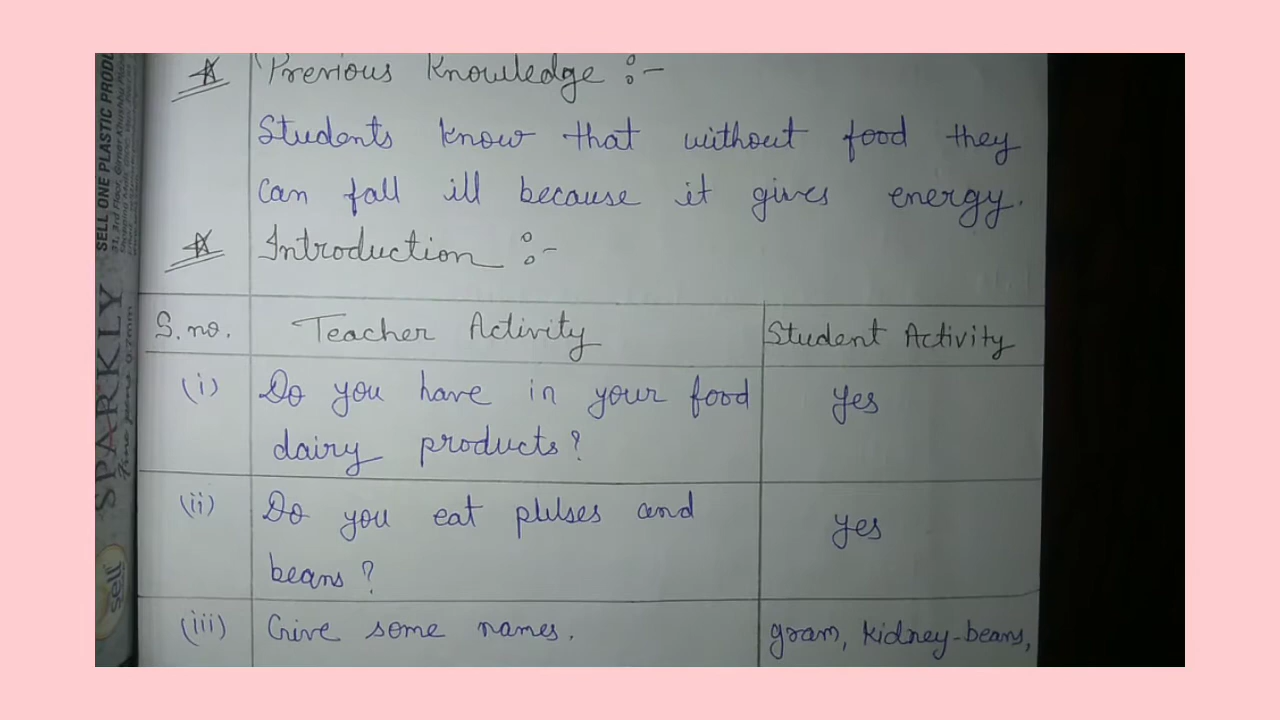 Previous Knowledge :-
Students know that without food they
can fall ill because it gives energy.
Introduction :-
S.no. Teacher Activity Student Activity
(i) Do you have in your food yes
dairy products?
(ii) Do you eat pulses and yes
beans?
(iii) Give some names. gram, kidney-beans,
SELL ONE PLASTIC PRODU
SPARKLY
sell